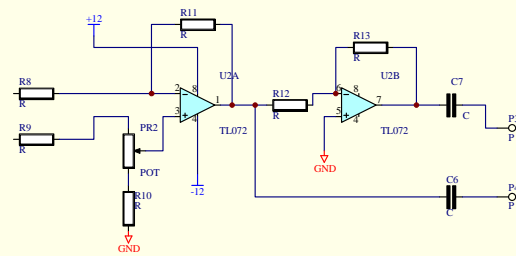 R11
R
+12
R13
R
U2A
U2B
C7
C
R8
R
2
8
1
3
4
TL072
R12
R
6
8
7
5
4
TL072
R9
R
PR2
POT
P
P
GND
-12
C6
C
P
P
R10
R
GND